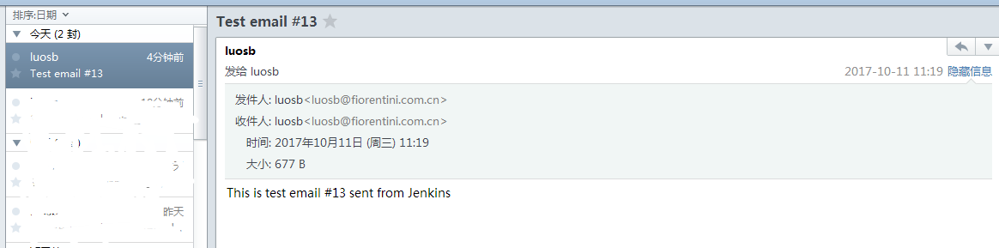 排序:日期
今天 (2 封)
luosb 4分钟前
Test email #13
昨天
Test email #13
luosb
发给 luosb
2017-10-11 11:19 隐藏信息
发件人: luosb<luosb@fiorentini.com.cn>
收件人: luosb<luosb@fiorentini.com.cn>
时间: 2017年10月11日 (周三) 11:19
大小: 677 B
This is test email #13 sent from Jenkins